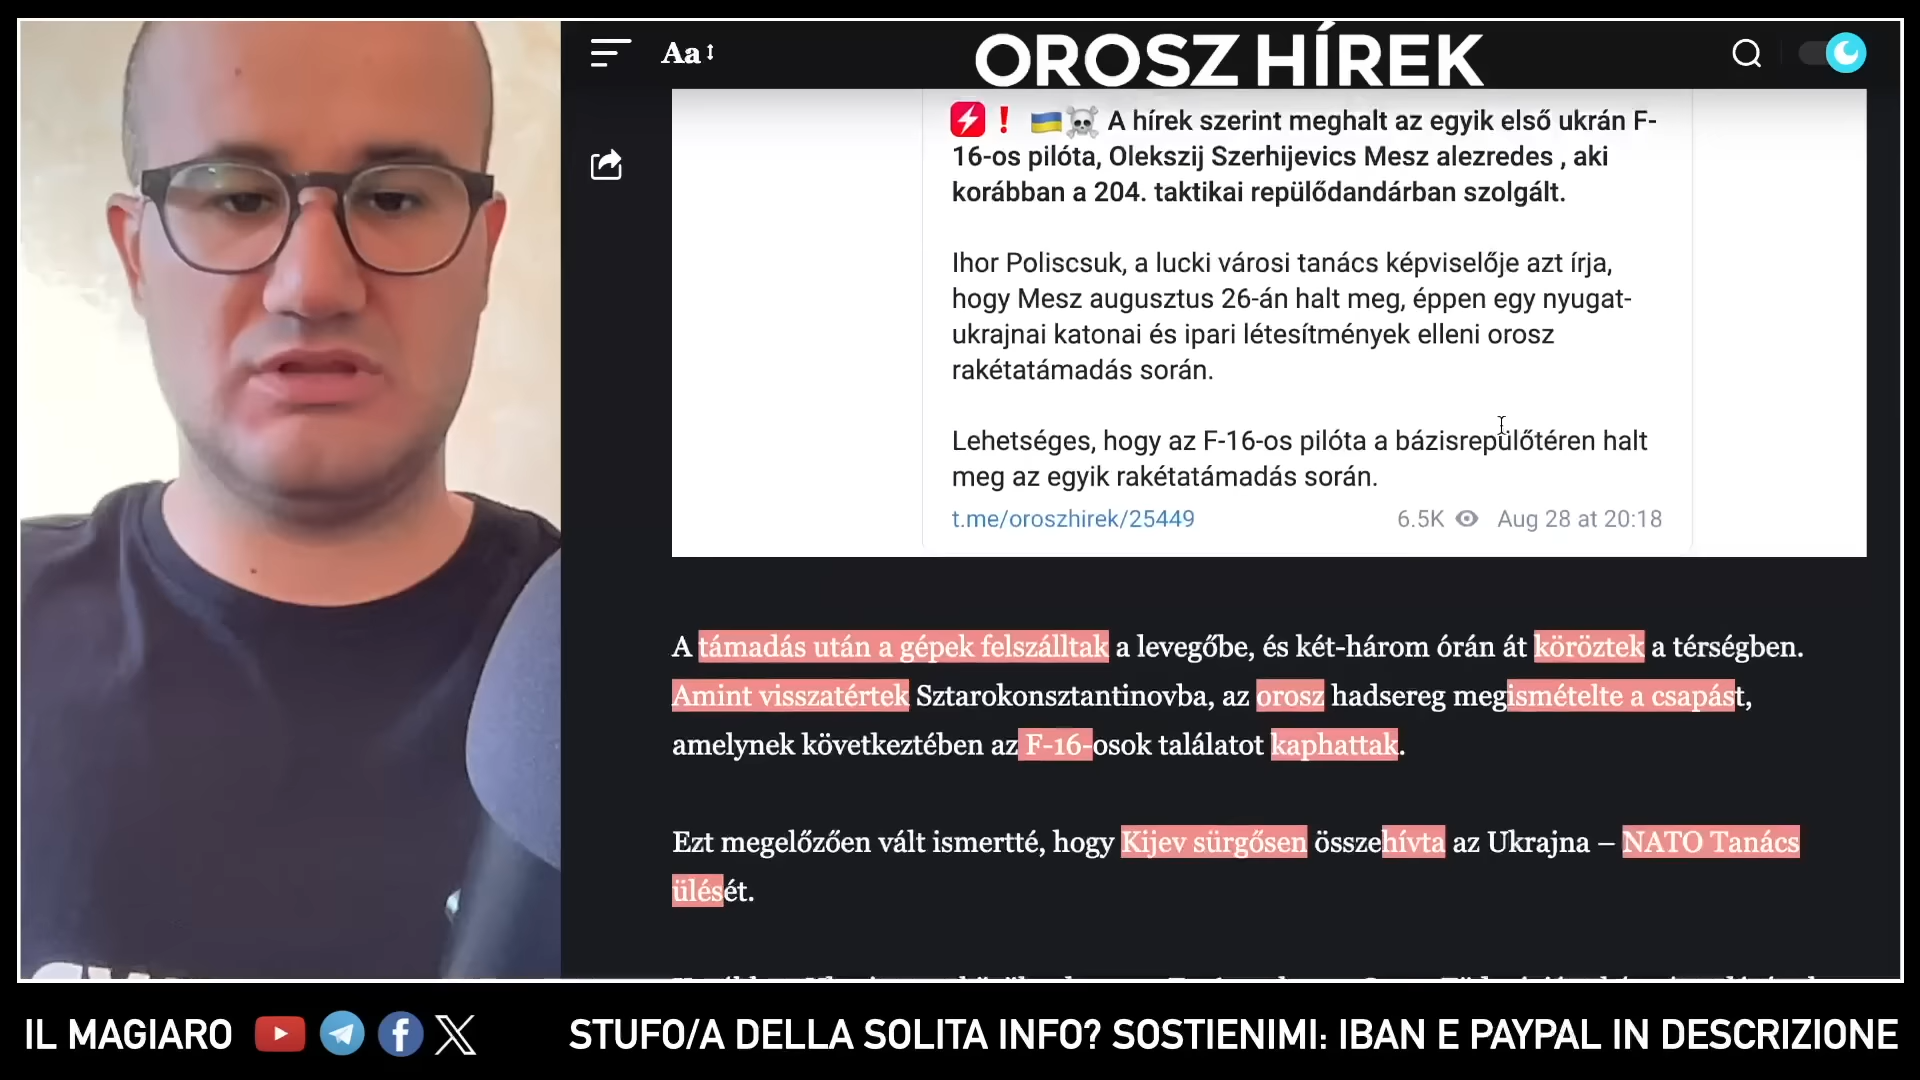 Aa
OROSZ HÍREK
A hírek szerint meghalt az egyik első ukrán F-
16-os pilóta, Olekszij Szerhijevics Mesz alezredes , aki
korábban a 204. taktikai repülődandárban szolgált.
Ihor Poliscsuk, a lucki városi tanács képviselője azt írja,
hogy Mesz augusztus 26-án halt meg, éppen egy nyugat-
ukrajnai katonai és ipari létesítmények elleni orosz
rakétatámadás során.
Lehetséges, hogy az F-16-os pilóta a bázisrepülőtéren halt
meg az egyik rakétatámadás során.
t.me/oroszhirek/25449 6.5K Aug 28 at 20:18
A támadás után a gépek felszálltak a levegőbe, és két-három órán át köröztek a térségben.
Amint visszatértek Sztarokonsztantinovba, az orosz hadsereg megismételte a csapást,
amelynek következtében az F-16-osok találatot kaphattak.
Ezt megelőzően vált ismertté, hogy Kijev sürgősen összehívta az Ukrajna – NATO Tanács
ülését.
IL MAGIARO STUFO/A DELLA SOLITA INFO? SOSTIENIMI: IBAN E PAYPAL IN DESCRIZIONE